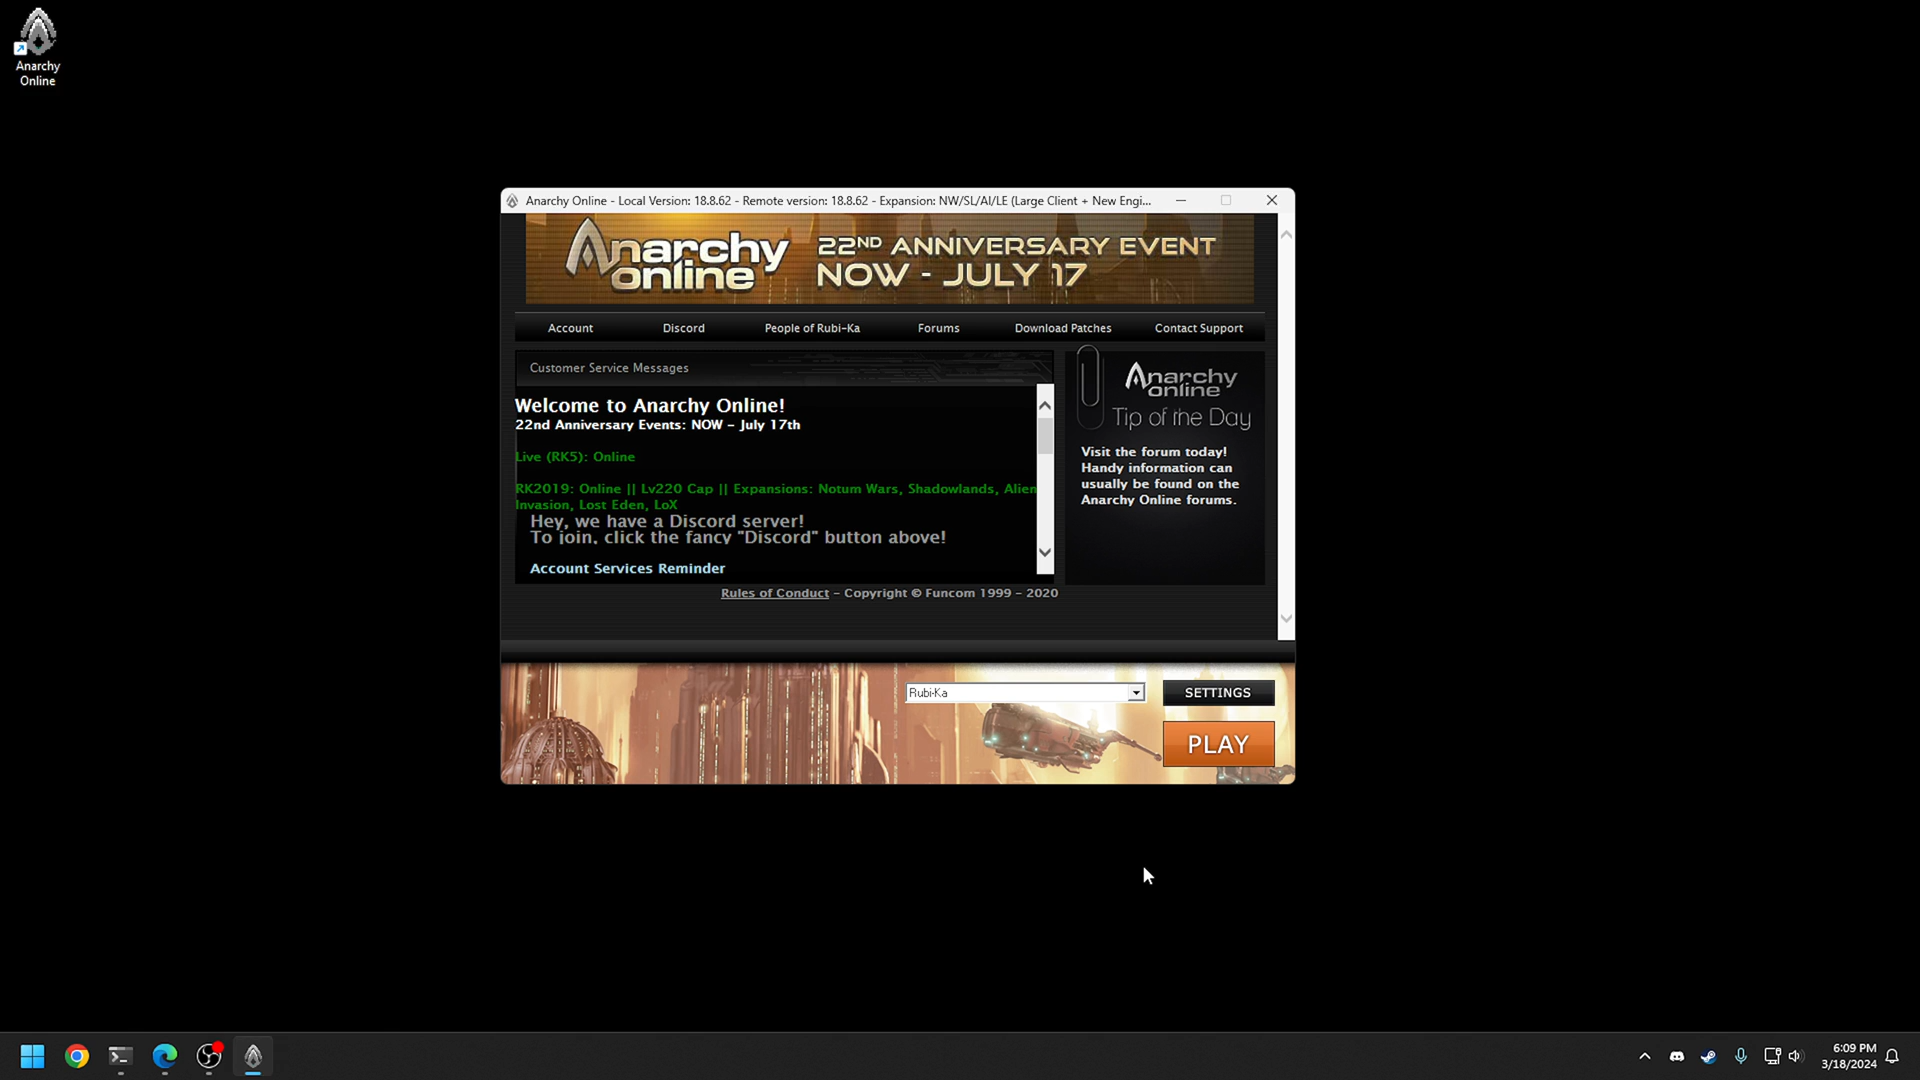 Anarchy
Online
Anarchy Online - Local Version: 18.8.62 - Remote version: 18.8.62 - Expansion: NW/SL/AI/LE (Large Client + New Engi...
Anarchy
online
22ND ANNIVERSARY EVENT
NOW - JULY 17
Account Discord People of Rubi-Ka Forums Download Patches Contact Support
Customer Service Messages
Welcome to Anarchy Online!
22nd Anniversary Events: NOW - July 17th
Live (RK5): Online
RK2019: Online || Lv220 Cap || Expansions: Notum Wars, Shadowlands, Alien
Invasion, Lost Eden, LoX
Hey, we have a Discord server!
To join, click the fancy "Discord" button above!
Account Services Reminder
Anarchy
online
Tip of the Day
Visit the forum today!
Handy information can
usually be found on the
Anarchy Online forums.
Rules of Conduct - Copyright © Funcom 1999 - 2020
Rubi-Ka
SETTINGS
PLAY
6:09 PM
3/18/2024